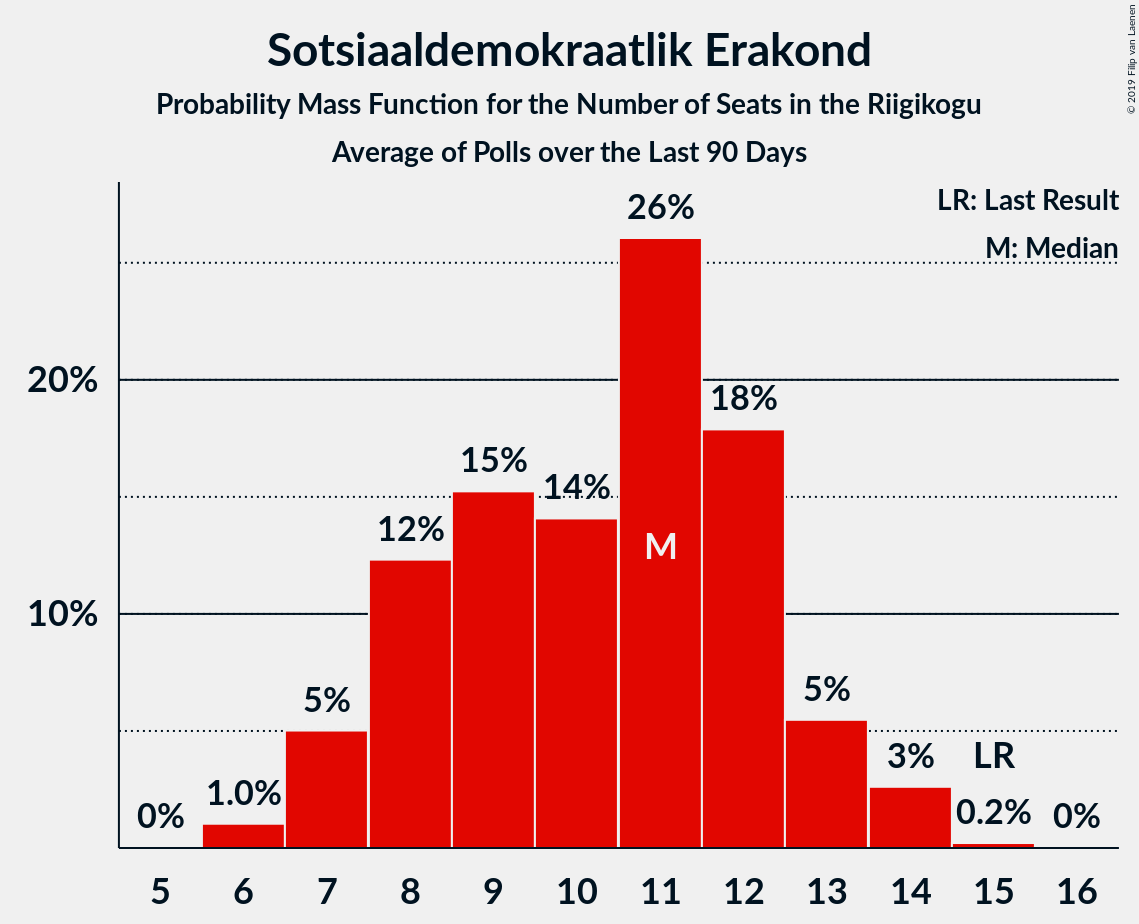 Sotsiaaldemokraatlik Erakond
Probability Mass Function for the Number of Seats in the Riigikogu
Average of Polls over the Last 90 Days
© 2019 Filip van Laenen
LR: Last Result
M: Median
26%
20%
18%
15%
14%
12%
M
10%
5%
5%
3%
LR
1.0%
0.2%
0%
0%
5 6 7 8 9 10 11 12 13 14 15 16